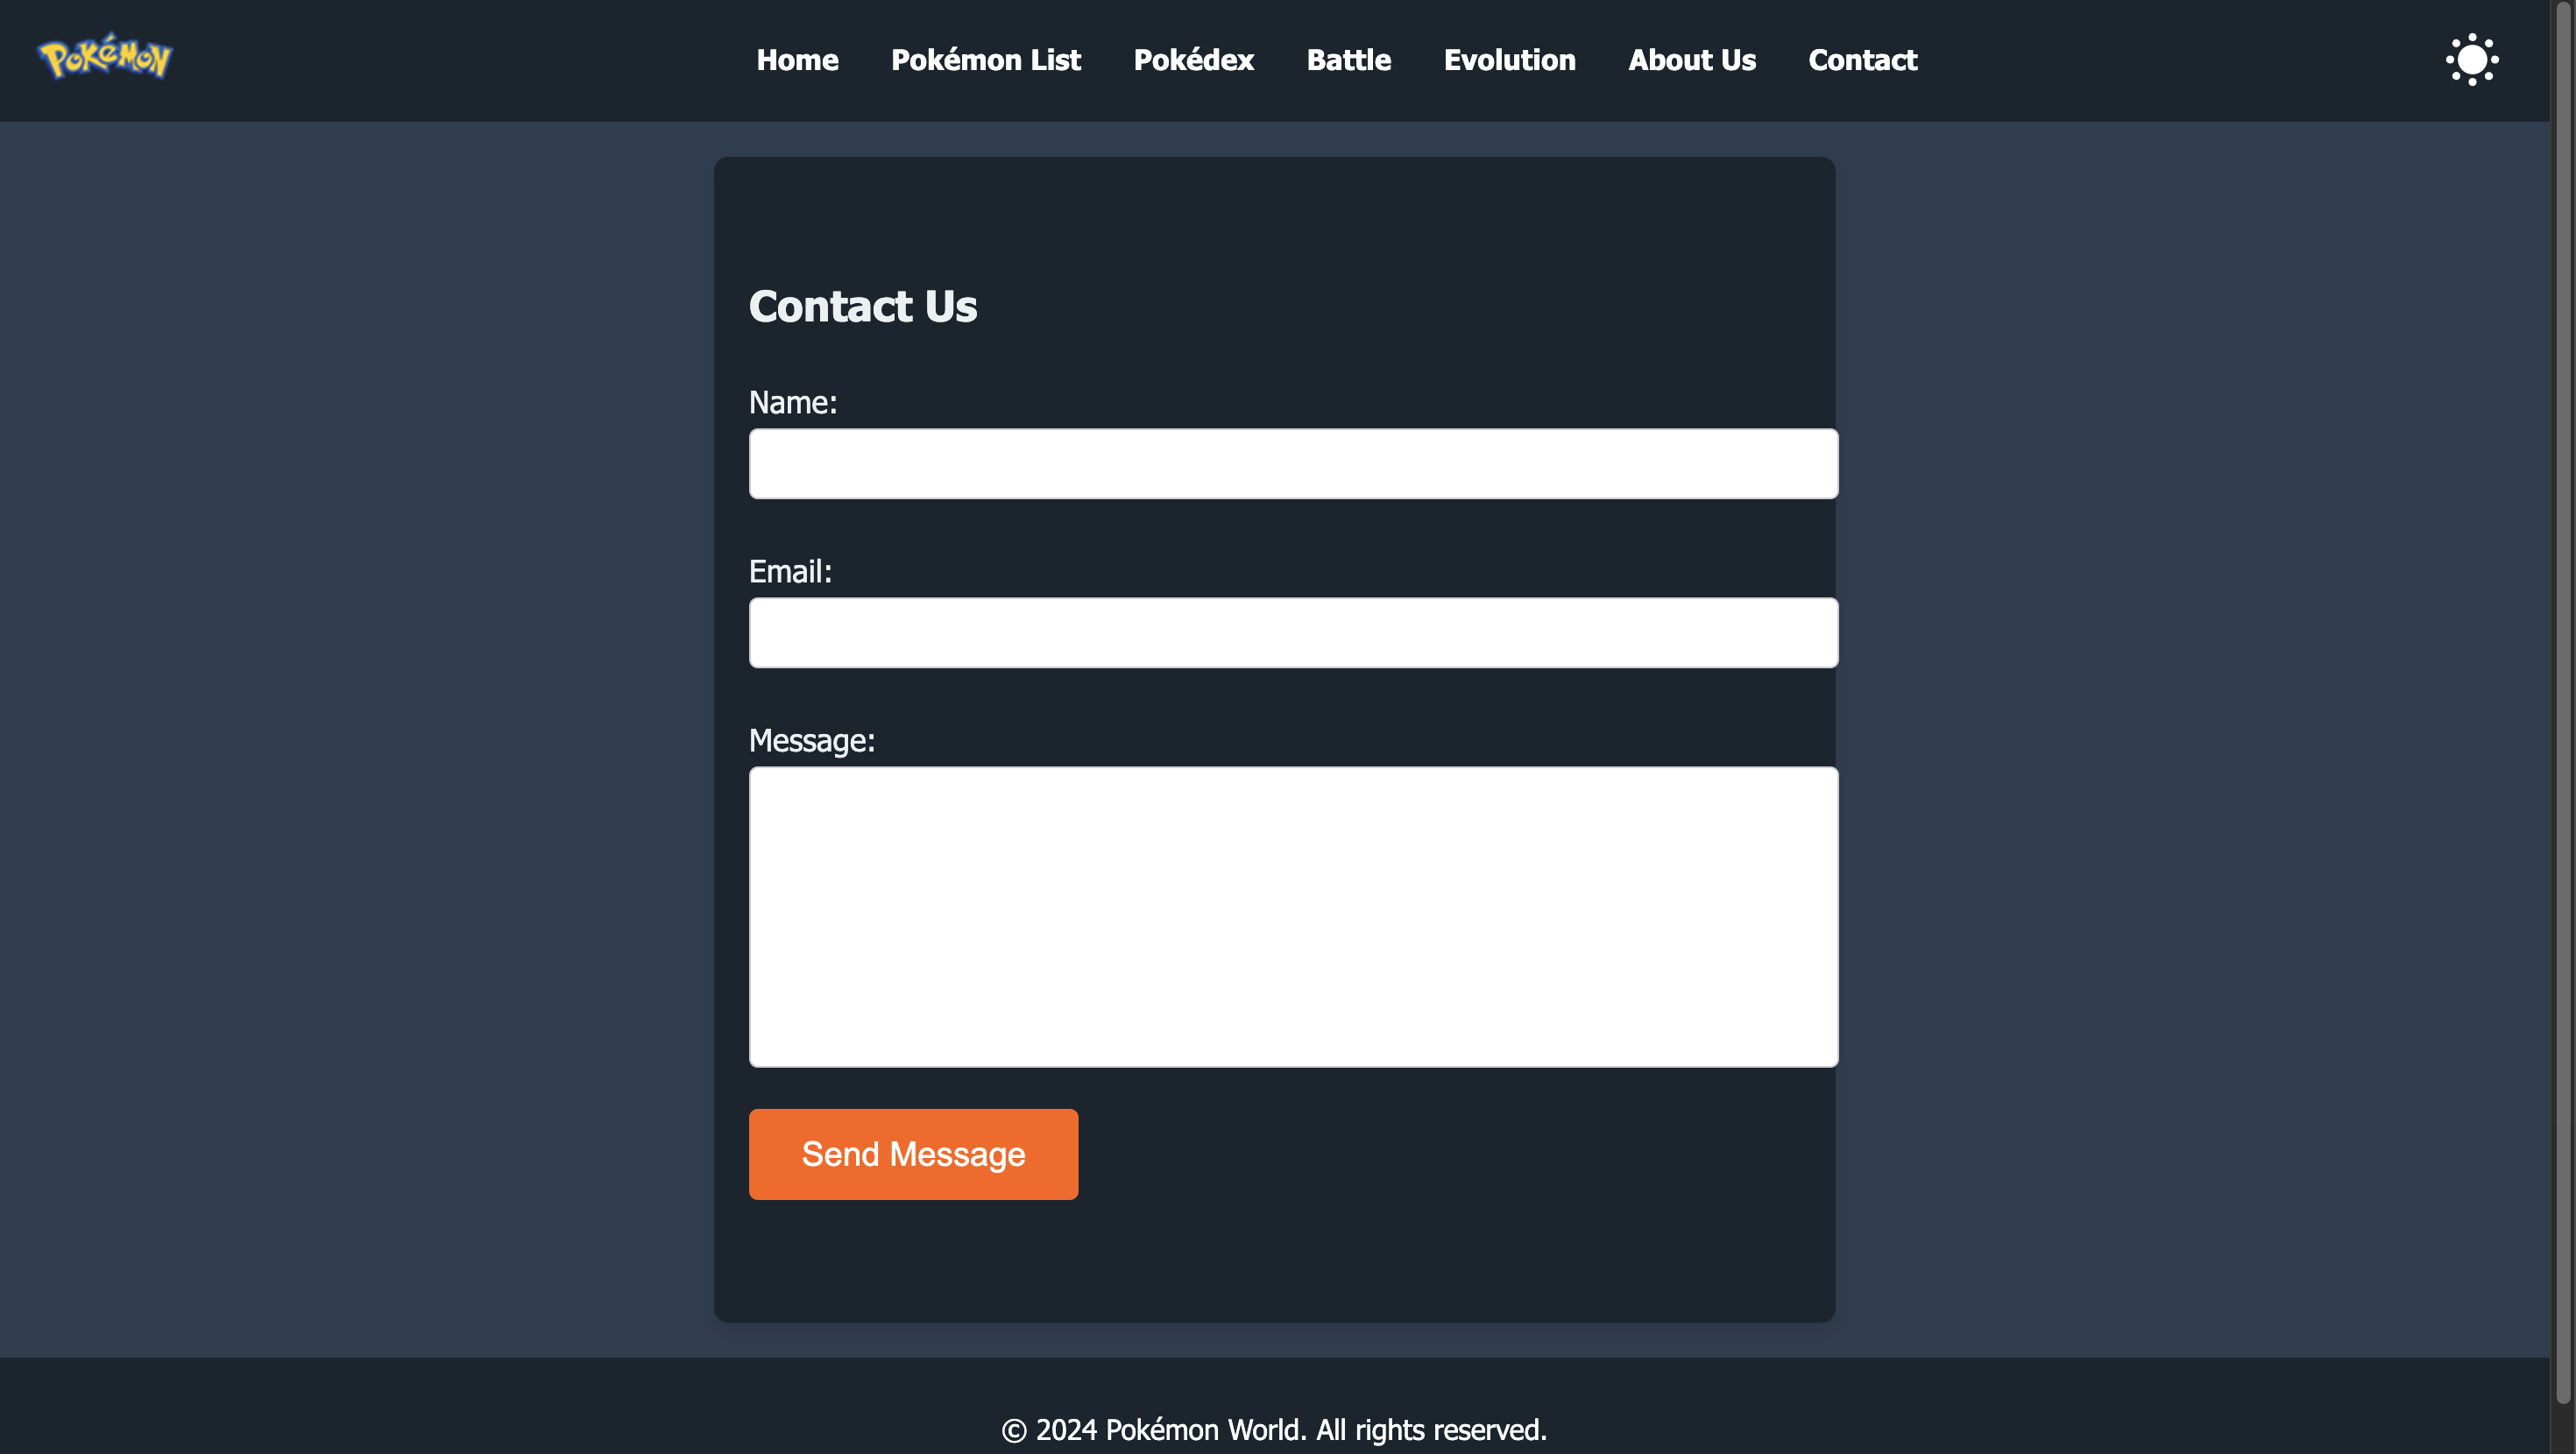 Pokémon
Home Pokémon List Pokédex Battle Evolution About Us Contact
Contact Us
Name:
Email:
Message:
Send Message
© 2024 Pokémon World. All rights reserved.